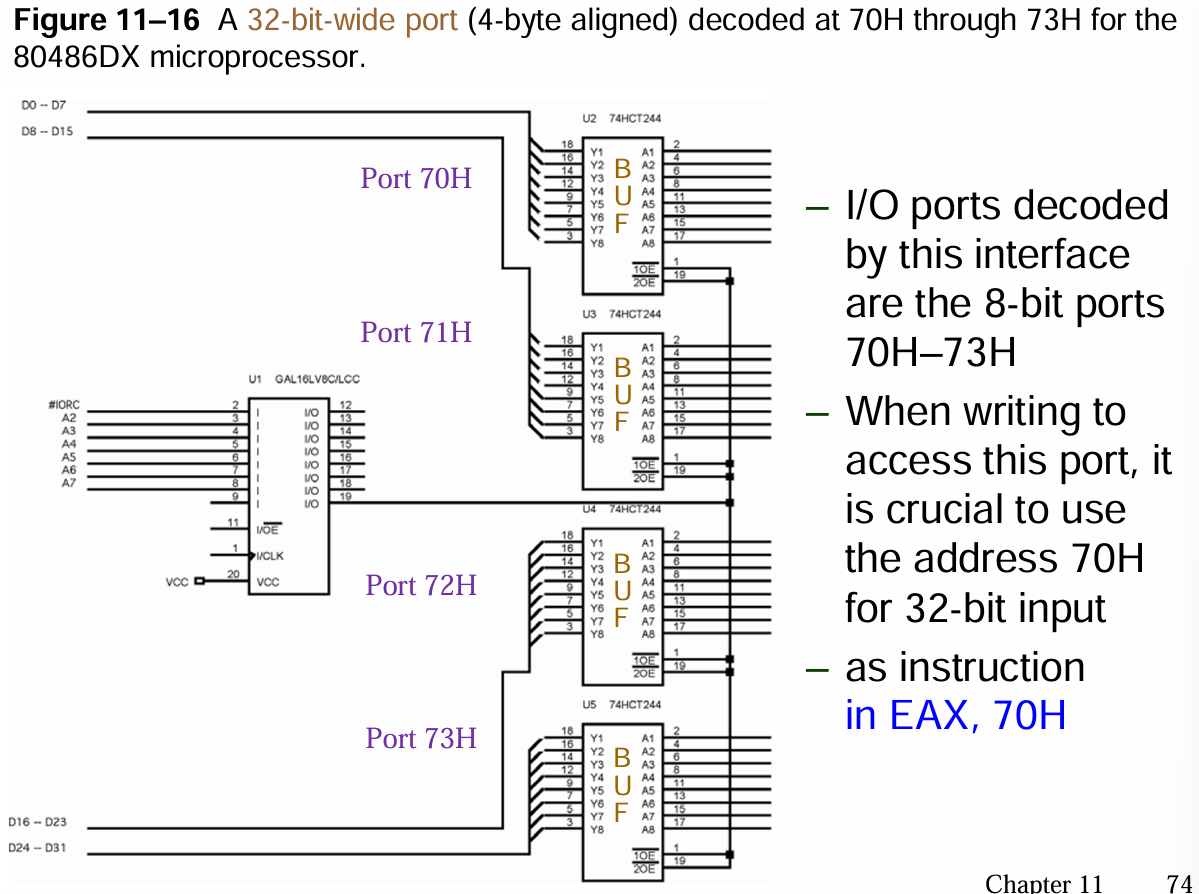 Figure 11–16 A 32-bit-wide port (4-byte aligned) decoded at 70H through 73H for the
80486DX microprocessor.
D0 -- D7
D8 -- D15
Port 70H
U2 74HCT244
18 Y1 A1 2
16 Y2 A2 4
14 Y3 A3 6
12 Y4 A4 8
9 Y5 A5 11
7 Y6 A6 13
5 Y7 A7 15
3 Y8 A8 17
B
U
F
1OE 1
2OE 19
Port 71H
U3 74HCT244
18 Y1 A1 2
16 Y2 A2 4
14 Y3 A3 6
12 Y4 A4 8
9 Y5 A5 11
7 Y6 A6 13
5 Y7 A7 15
3 Y8 A8 17
B
U
F
1OE 1
2OE 19
U1 GAL16LV8C/LCC
#IORC 2 I I/O 12
A2 3 I I/O 13
A3 4 I I/O 14
A4 5 I I/O 15
A5 6 I I/O 16
A6 7 I I/O 17
A7 8 I I/O 18
9 I I/O 19
11 I/OE
1 I/CLK
VCC 20 VCC
Port 72H
U4 74HCT244
18 Y1 A1 2
16 Y2 A2 4
14 Y3 A3 6
12 Y4 A4 8
9 Y5 A5 11
7 Y6 A6 13
5 Y7 A7 15
3 Y8 A8 17
B
U
F
1OE 1
2OE 19
Port 73H
U5 74HCT244
18 Y1 A1 2
16 Y2 A2 4
14 Y3 A3 6
12 Y4 A4 8
9 Y5 A5 11
7 Y6 A6 13
5 Y7 A7 15
3 Y8 A8 17
B
U
F
1OE 1
2OE 19
D16 -- D23
D24 -- D31
– I/O ports decoded
by this interface
are the 8-bit ports
70H–73H
– When writing to
access this port, it
is crucial to use
the address 70H
for 32-bit input
– as instruction
in EAX, 70H
Chapter 11 74